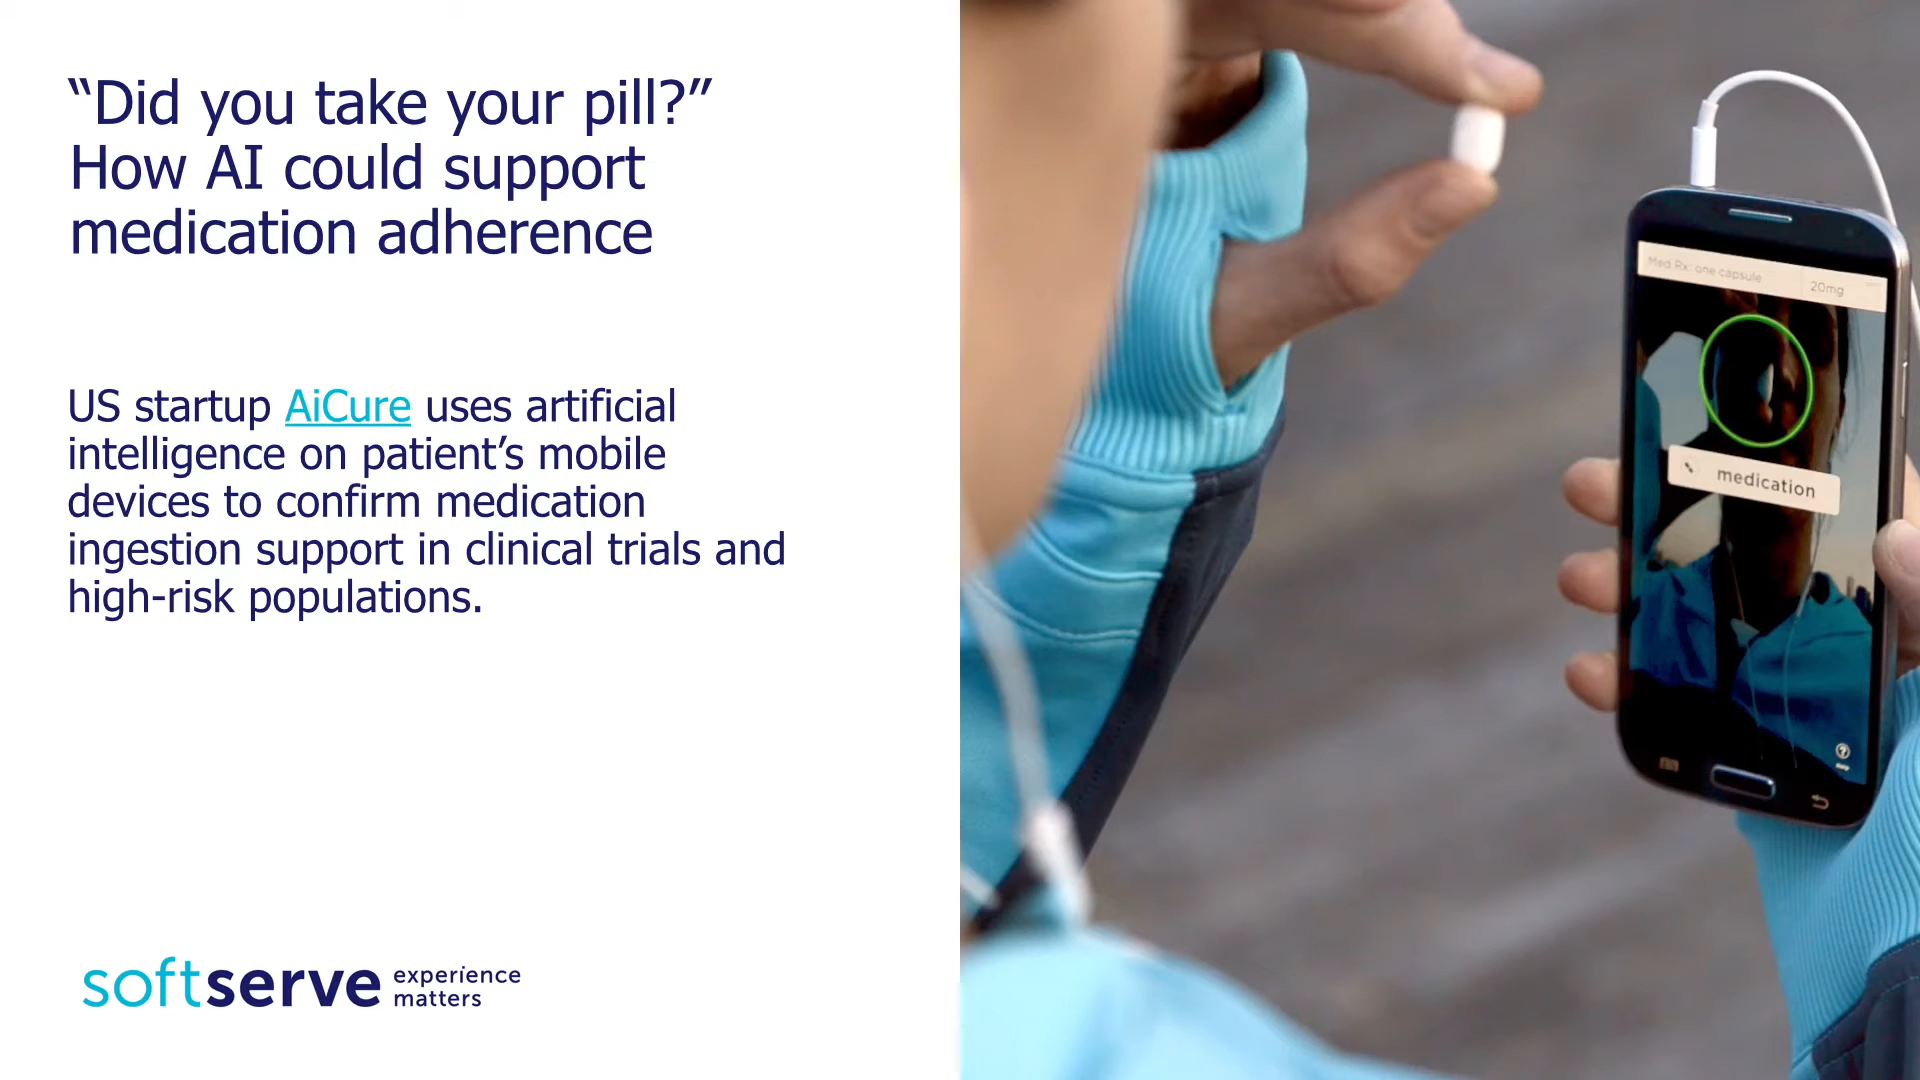 “Did you take your pill?”
How AI could support
medication adherence
US startup AiCure uses artificial
intelligence on patient’s mobile
devices to confirm medication
ingestion support in clinical trials and
high-risk populations.
softserve experience
matters
Med Rx: one capsule 20mg
medication